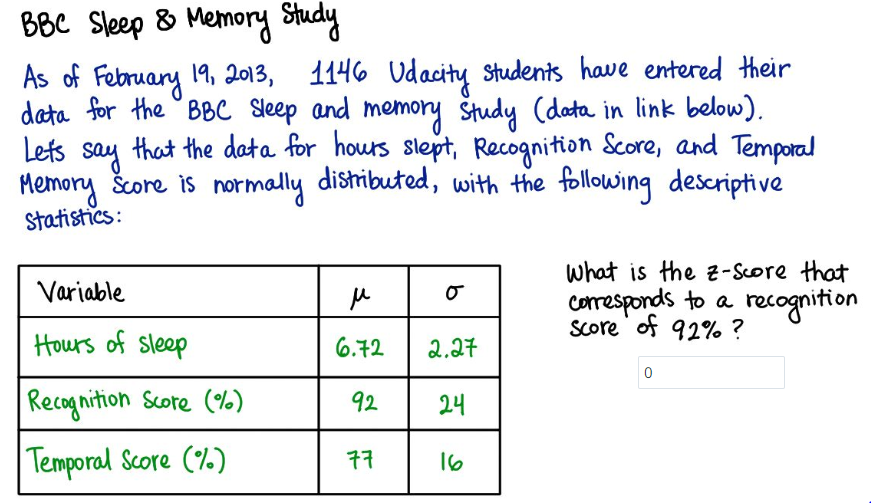 BBC Sleep & Memory Study
As of February 19, 2013, 1146 Udacity students have entered their
data for the BBC Sleep and memory Study (data in link below).
Lets say that the data for hours slept, Recognition Score, and Temporal
Memory Score is normally distributed, with the following descriptive
statistics:
Variable μ σ
Hours of sleep 6.72 2.27
Recognition Score (%) 92 24
Temporal Score (%) 77 16
What is the z-score that
corresponds to a recognition
score of 92% ?
0